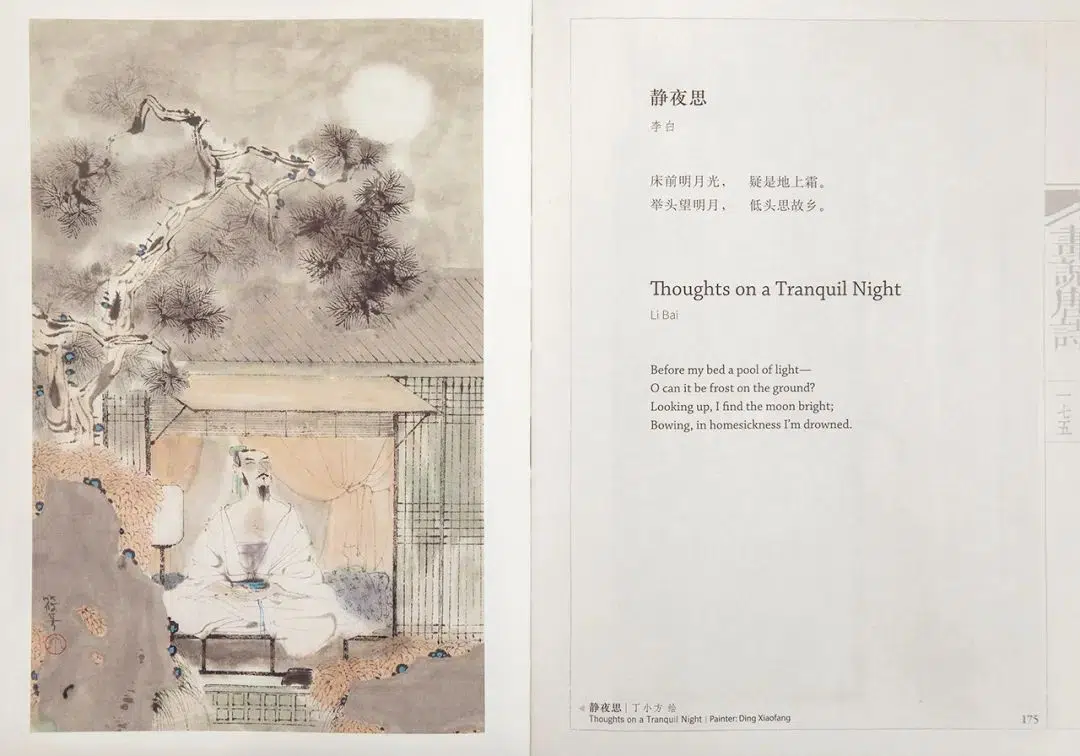 静夜思
李白
床前明月光， 疑是地上霜。
举头望明月， 低头思故乡。
Thoughts on a Tranquil Night
Li Bai
Before my bed a pool of light—
O can it be frost on the ground?
Looking up, I find the moon bright;
Bowing, in homesickness I'm drowned.
畫說唐詩
一七五
静夜思 | 丁小方 绘
Thoughts on a Tranquil Night | Painter: Ding Xiaofang
175